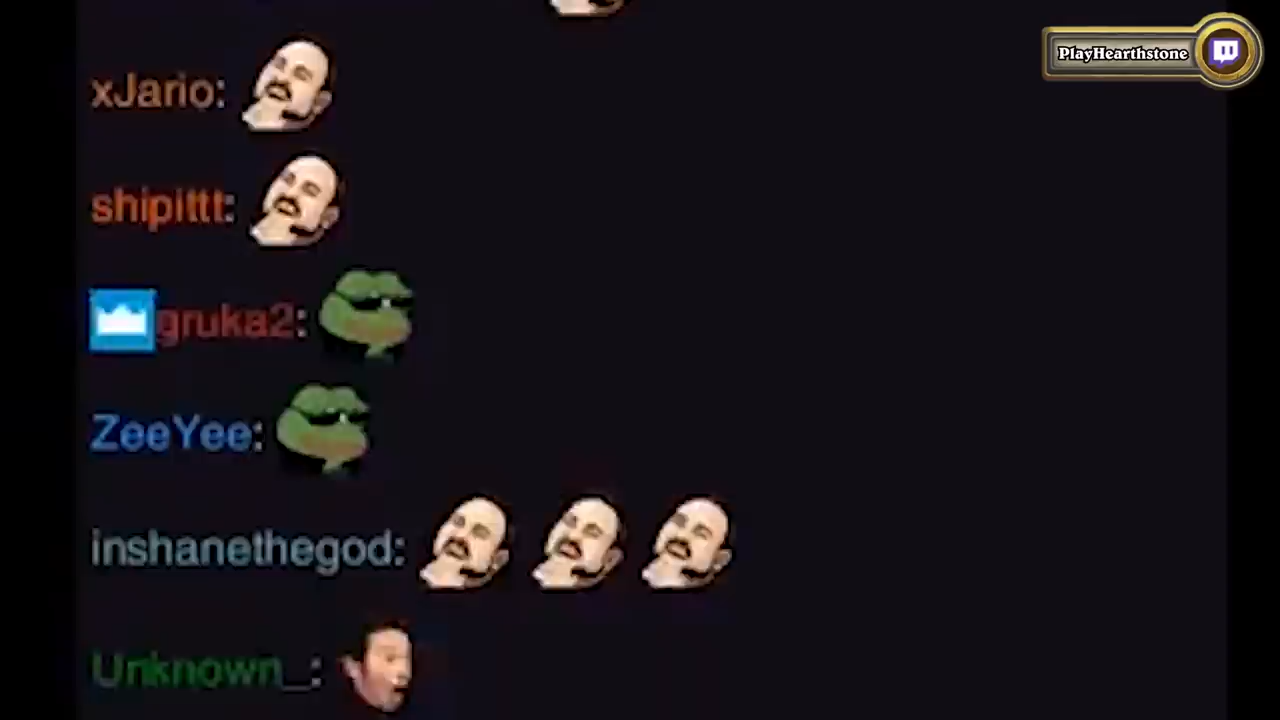 PlayHearthstone
xJario:
shipittt:
gruka2:
ZeeYee:
inshanethegod:
Unknown_: